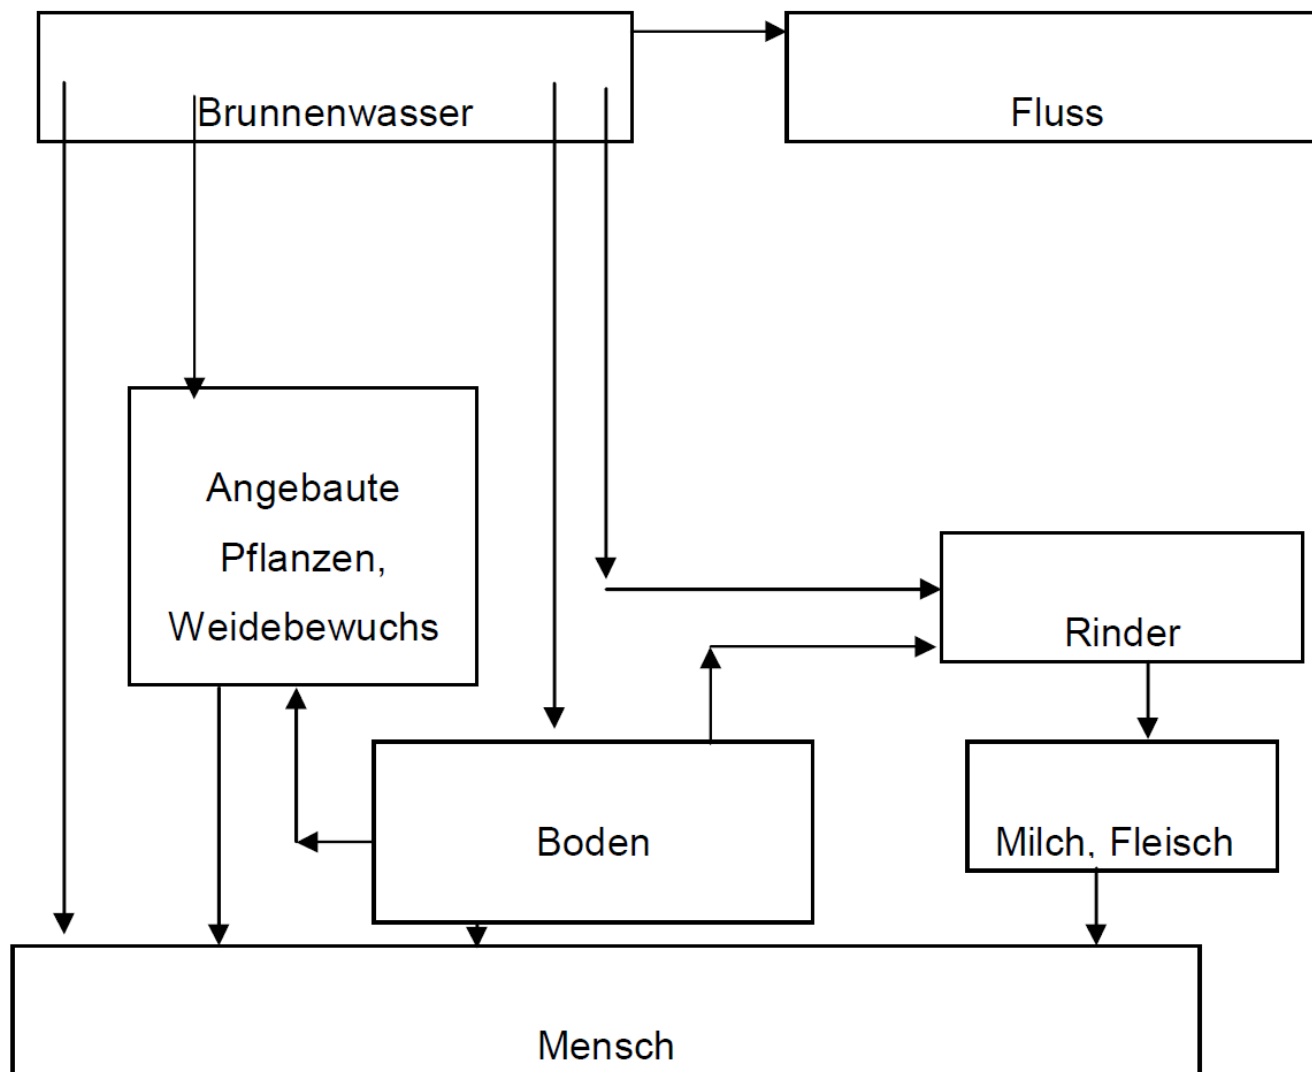 Brunnenwasser
Fluss
Angebaute
Pflanzen,
Weidebewuchs
Rinder
Boden
Milch, Fleisch
Mensch